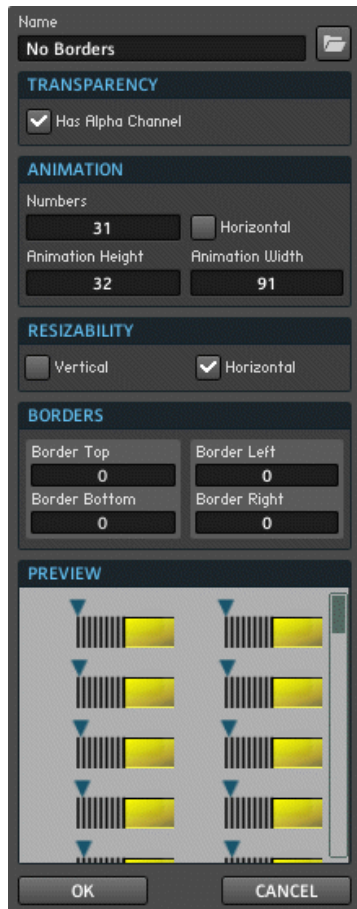 Name
No Borders
TRANSPARENCY
Has Alpha Channel
ANIMATION
Numbers
31
Horizontal
Animation Height
Animation Width
32
91
RESIZABILITY
Vertical
Horizontal
BORDERS
Border Top
Border Left
0
0
Border Bottom
Border Right
0
0
PREVIEW
OK
CANCEL